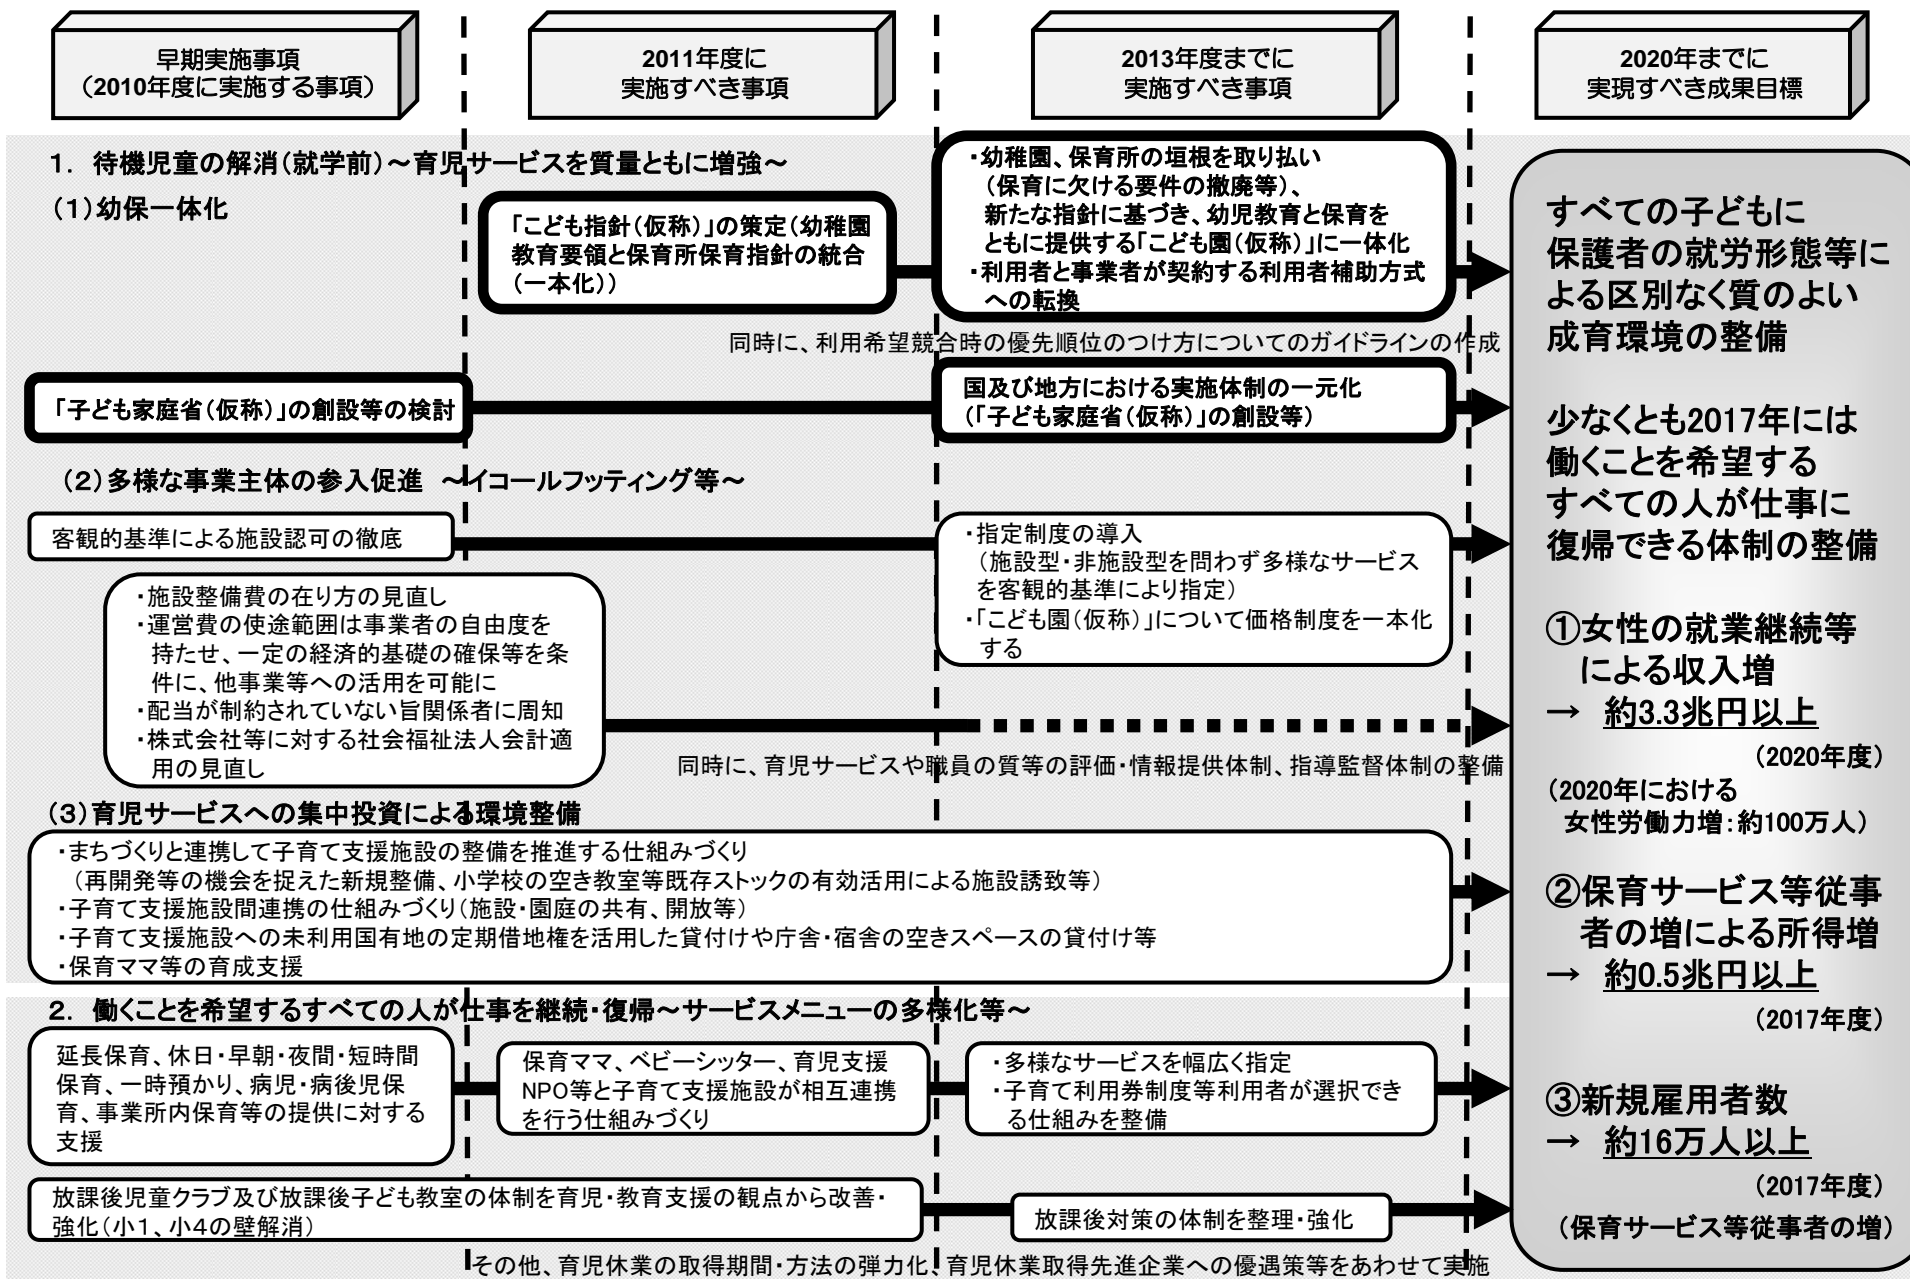 早期実施事項
（2010年度に実施する事項）
2011年度に
実施すべき事項
2013年度までに
実施すべき事項
2020年までに
実現すべき成果目標
1．待機児童の解消（就学前）～育児サービスを質量ともに増強～
（1）幼保一体化
「こども指針（仮称）」の策定（幼稚園
教育要領と保育所保育指針の統合
（一本化））
・幼稚園、保育所の垣根を取り払い
（保育に欠ける要件の撤廃等）、
新たな指針に基づき、幼児教育と保育を
ともに提供する「こども園（仮称）」に一体化
・利用者と事業者が契約する利用者補助方式
への転換
同時に、利用希望競合時の優先順位のつけ方についてのガイドラインの作成
「子ども家庭省（仮称）」の創設等の検討
国及び地方における実施体制の一元化
（「子ども家庭省（仮称）」の創設等）
（2）多様な事業主体の参入促進 ～イコールフッティング等～
客観的基準による施設認可の徹底
・指定制度の導入
（施設型・非施設型を問わず多様なサービス
を客観的基準により指定）
・「こども園（仮称）」について価格制度を一本化
する
・施設整備費の在り方の見直し
・運営費の使途範囲は事業者の自由度を
持たせ、一定の経済的基礎の確保等を条
件に、他事業等への活用を可能に
・配当が制約されていない旨関係者に周知
・株式会社等に対する社会福祉法人会計適
用の見直し
同時に、育児サービスや職員の質等の評価・情報提供体制、指導監督体制の整備
（3）育児サービスへの集中投資による環境整備
・まちづくりと連携して子育て支援施設の整備を推進する仕組みづくり
（再開発等の機会を捉えた新規整備、小学校の空き教室等既存ストックの有効活用による施設誘致等）
・子育て支援施設間連携の仕組みづくり（施設・園庭の共有、開放等）
・子育て支援施設への未利用国有地の定期借地権を活用した貸付けや庁舎・宿舎の空きスペースの貸付け等
・保育ママ等の育成支援
2．働くことを希望するすべての人が仕事を継続・復帰～サービスメニューの多様化等～
延長保育、休日・早朝・夜間・短時間
保育、一時預かり、病児・病後児保
育、事業所内保育等の提供に対する
支援
保育ママ、ベビーシッター、育児支援
NPO等と子育て支援施設が相互連携
を行う仕組みづくり
・多様なサービスを幅広く指定
・子育て利用券制度等利用者が選択でき
る仕組みを整備
放課後児童クラブ及び放課後子ども教室の体制を育児・教育支援の観点から改善・
強化（小1、小4の壁解消）
放課後対策の体制を整理・強化
その他、育児休業の取得期間・方法の弾力化、育児休業取得先進企業への優遇策等をあわせて実施
すべての子どもに
保護者の就労形態等に
よる区別なく質のよい
成育環境の整備
少なくとも2017年には
働くことを希望する
すべての人が仕事に
復帰できる体制の整備
①女性の就業継続等
による収入増
→ 約3.3兆円以上
（2020年度）
（2020年における
女性労働力増：約100万人）
②保育サービス等従事
者の増による所得増
→ 約0.5兆円以上
（2017年度）
③新規雇用者数
→ 約16万人以上
（2017年度）
（保育サービス等従事者の増）